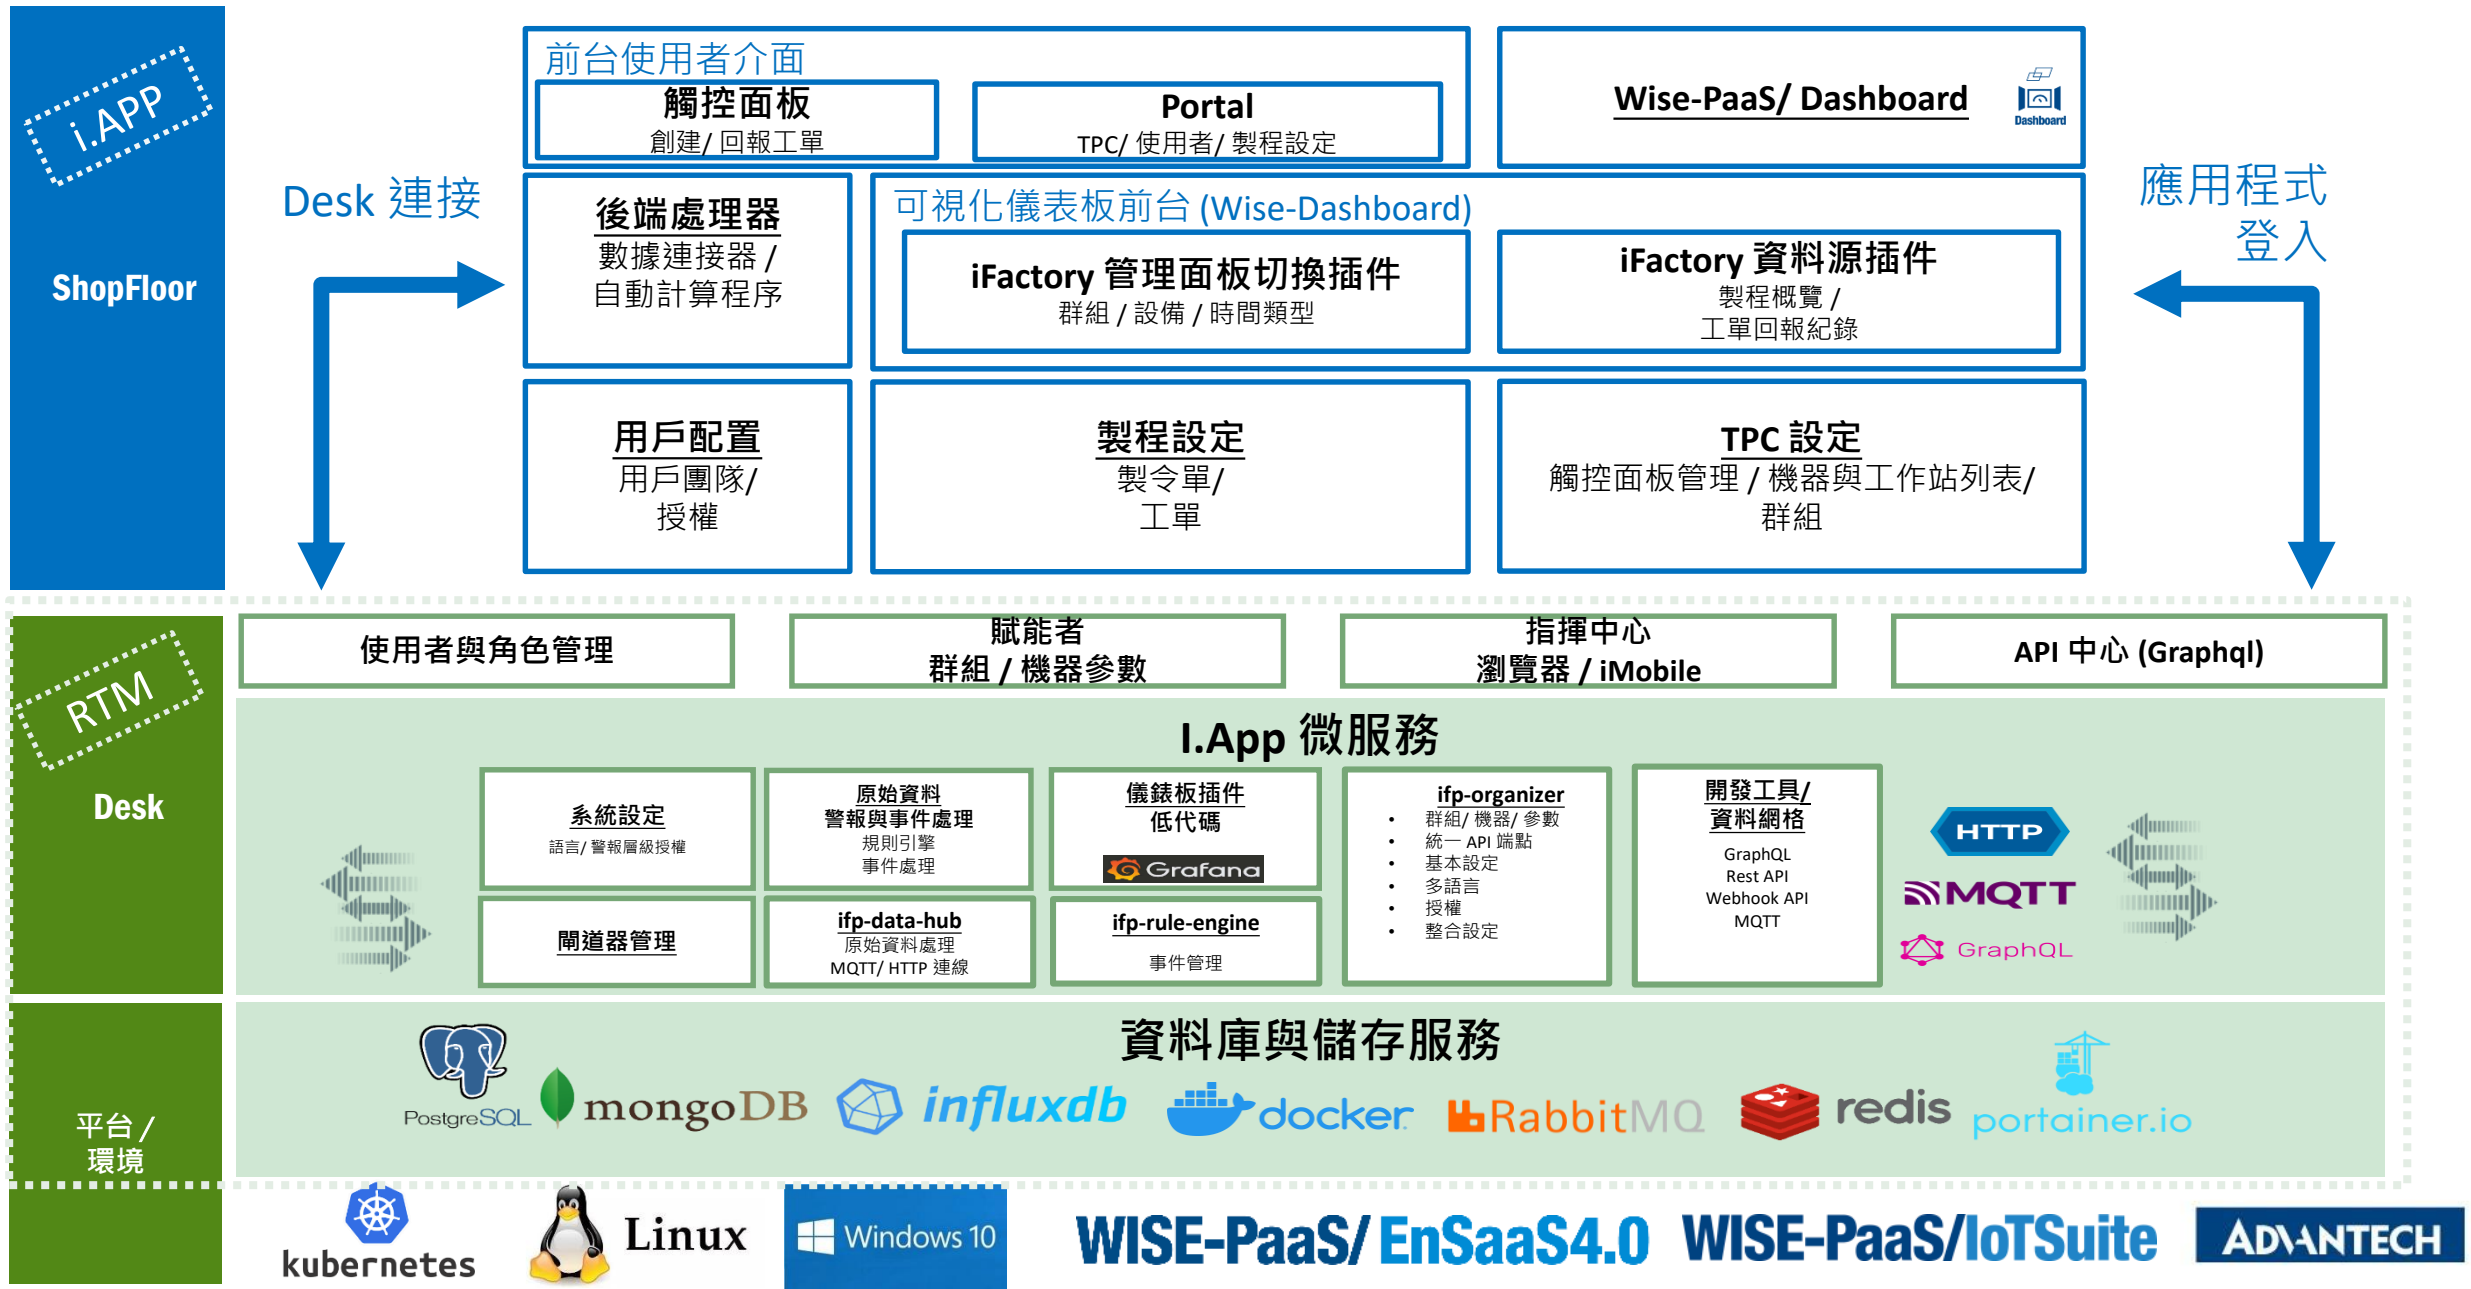 i.APP
ShopFloor
Desk 連接
前台使用者介面
觸控面板
創建/ 回報工單
Portal
TPC/ 使用者/ 製程設定
Wise-PaaS/ Dashboard
Dashboard
後端處理器
數據連接器 /
自動計算程序
可視化儀表板前台 (Wise-Dashboard)
iFactory 管理面板切換插件
群組 / 設備 / 時間類型
iFactory 資料源插件
製程概覽 /
工單回報紀錄
應用程式
登入
用戶配置
用戶團隊/
授權
製程設定
製令單/
工單
TPC 設定
觸控面板管理 / 機器與工作站列表/
群組
RTM
Desk
使用者與角色管理
賦能者
群組 / 機器參數
指揮中心
瀏覽器 / iMobile
API 中心 (Graphql)
I.App 微服務
系統設定
語言/ 警報層級授權
原始資料
警報與事件處理
規則引擎
事件處理
儀錶板插件
低代碼
Grafana
ifp-organizer
• 群組/ 機器/ 參數
• 統一 API 端點
• 基本設定
• 多語言
• 授權
• 整合設定
開發工具/
資料網格
GraphQL
Rest API
Webhook API
MQTT
閘道器管理
ifp-data-hub
原始資料處理
MQTT/ HTTP 連線
ifp-rule-engine
事件管理
HTTP
MQTT
GraphQL
平台 /
環境
資料庫與儲存服務
PostgreSQL
mongoDB
influxdb
docker
RabbitMQ
redis
portainer.io
kubernetes
Linux
Windows 10
WISE-PaaS/ EnSaaS4.0
WISE-PaaS/IoTSuite
ADVANTECH